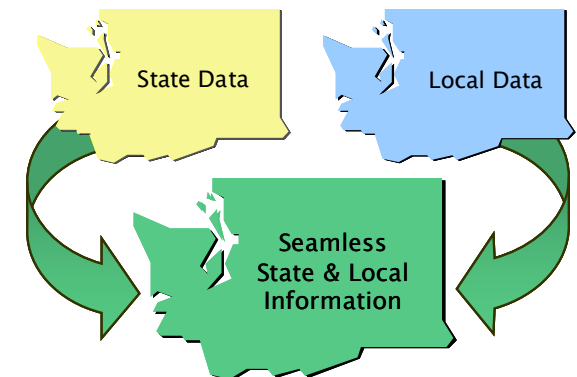 State Data
Local Data
Seamless
State & Local
Information